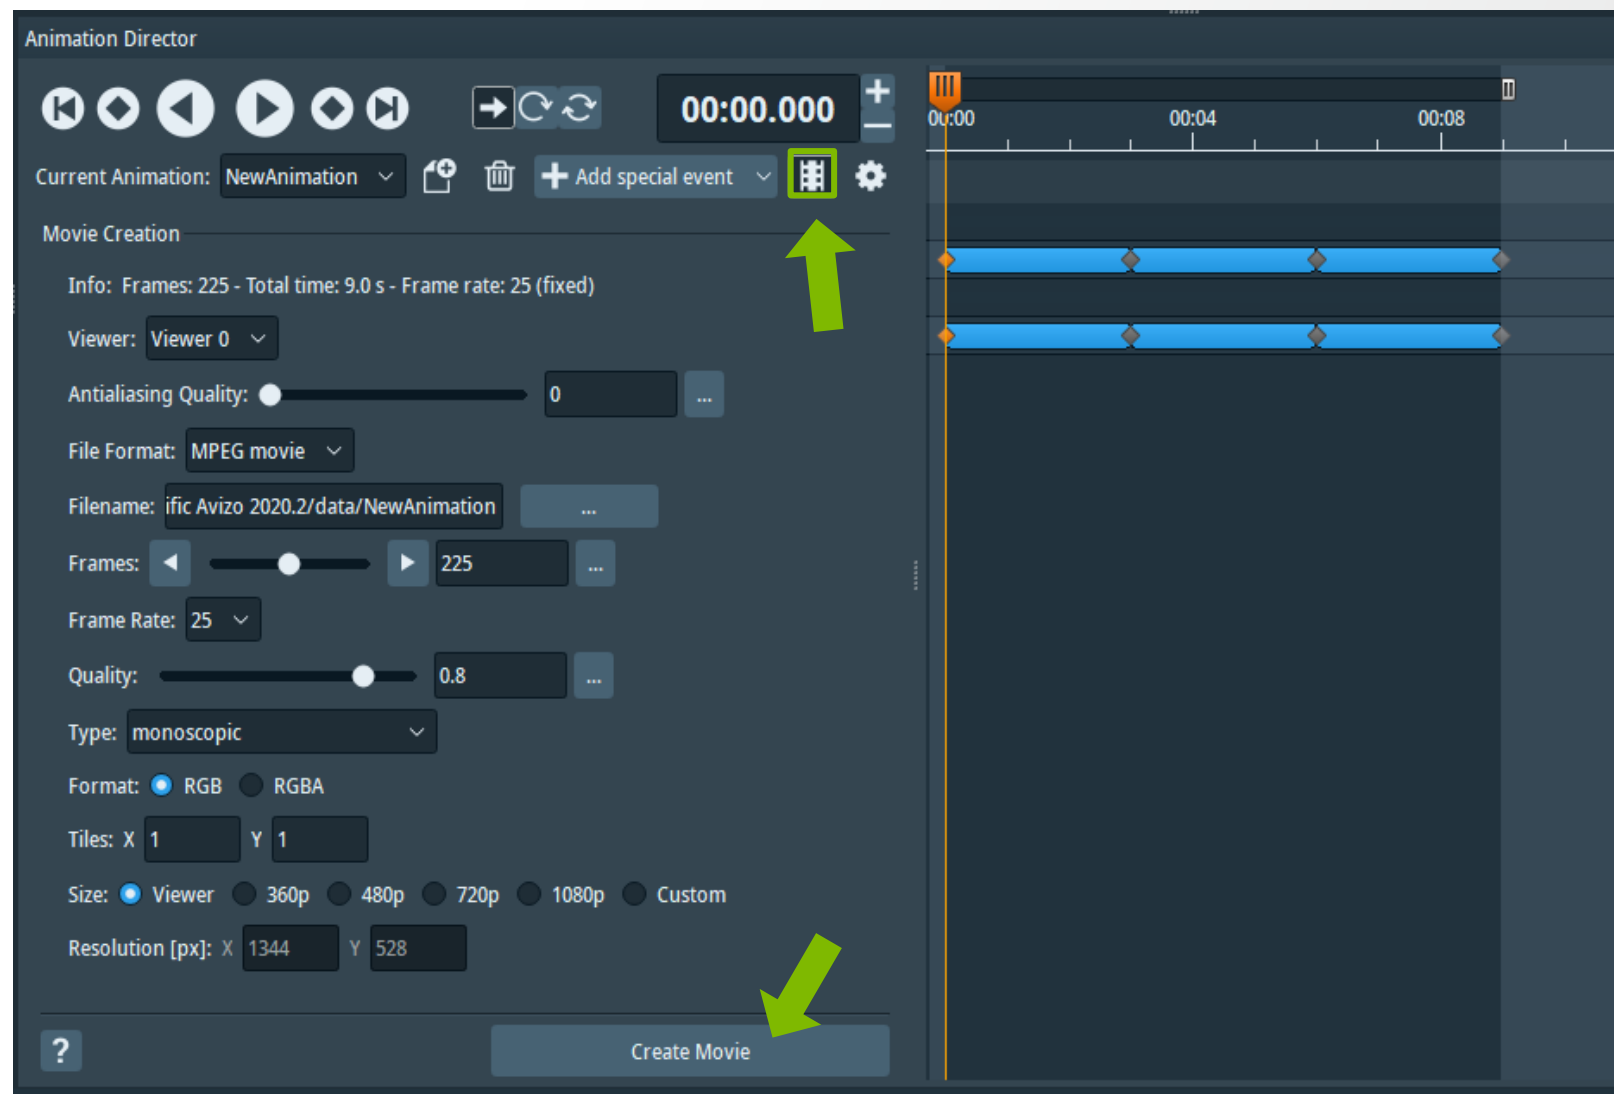 Animation Director
00:00.000
00:00 00:04 00:08
Current Animation: NewAnimation Add special event
Movie Creation
Info: Frames: 225 - Total time: 9.0 s - Frame rate: 25 (fixed)
Viewer: Viewer 0
Antialiasing Quality: 0 ...
File Format: MPEG movie
Filename: ific Avizo 2020.2/data/NewAnimation ...
Frames: 225 ...
Frame Rate: 25
Quality: 0.8 ...
Type: monoscopic
Format: RGB RGBA
Tiles: X 1 Y 1
Size: Viewer 360p 480p 720p 1080p Custom
Resolution [px]: X 1344 Y 528
? Create Movie